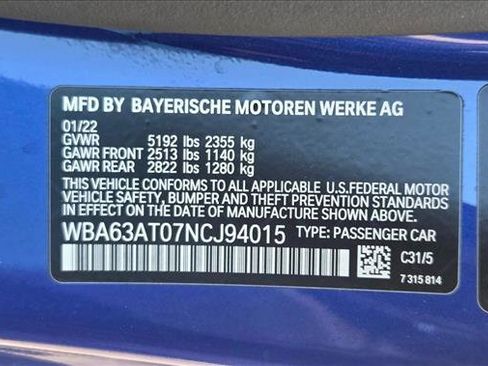 MFD BY BAYERISCHE MOTOREN WERKE AG
01/22
GVWR 5192 lbs 2355 kg
GAWR FRONT 2513 lbs 1140 kg
GAWR REAR 2822 lbs 1280 kg
THIS VEHICLE CONFORMS TO ALL APPLICABLE U.S.FEDERAL MOTOR
VEHICLE SAFETY, BUMPER AND THEFT PREVENTION STANDARDS
IN EFFECT ON THE DATE OF MANUFACTURE SHOWN ABOVE.
WBA63AT07NCJ94015 TYPE: PASSENGER CAR
C31/5
7 315 814